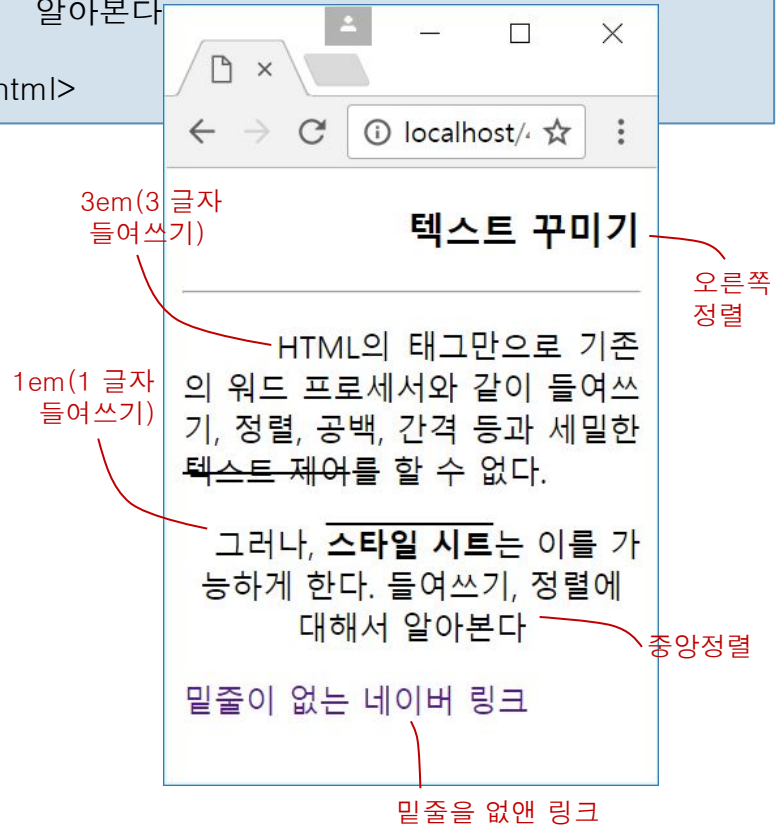 알아본다
html>
localhost/
3em(3 글자
들여쓰기)
텍스트 꾸미기
오른쪽
정렬
HTML의 태그만으로 기존
의 워드 프로세서와 같이 들여쓰
기, 정렬, 공백, 간격 등과 세밀한
텍스트 제어를 할 수 없다.
1em(1 글자
들여쓰기)
그러나, 스타일 시트는 이를 가
능하게 한다. 들여쓰기, 정렬에
대해서 알아본다
중앙정렬
밑줄이 없는 네이버 링크
밑줄을 없앤 링크